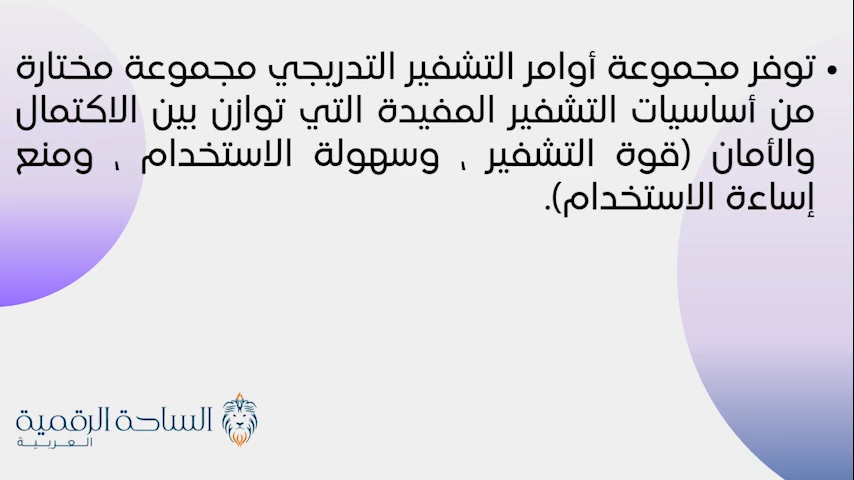 • توفر مجموعة أوامر التشفير التدريجي مجموعة مختارة
من أساسيات التشفير المفيدة التي توازن بين الاكتمال
والأمان (قوة التشفير ، وسهولة الاستخدام ، ومنع
إساءة الاستخدام).
الساحة الرقمية
العربية